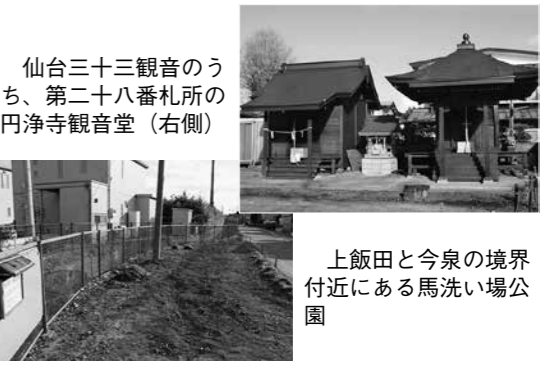 仙台三十三観音のう
ち、第二十八番札所の
円浄寺観音堂（右側）
上飯田と今泉の境界
付近にある馬洗い場公
園